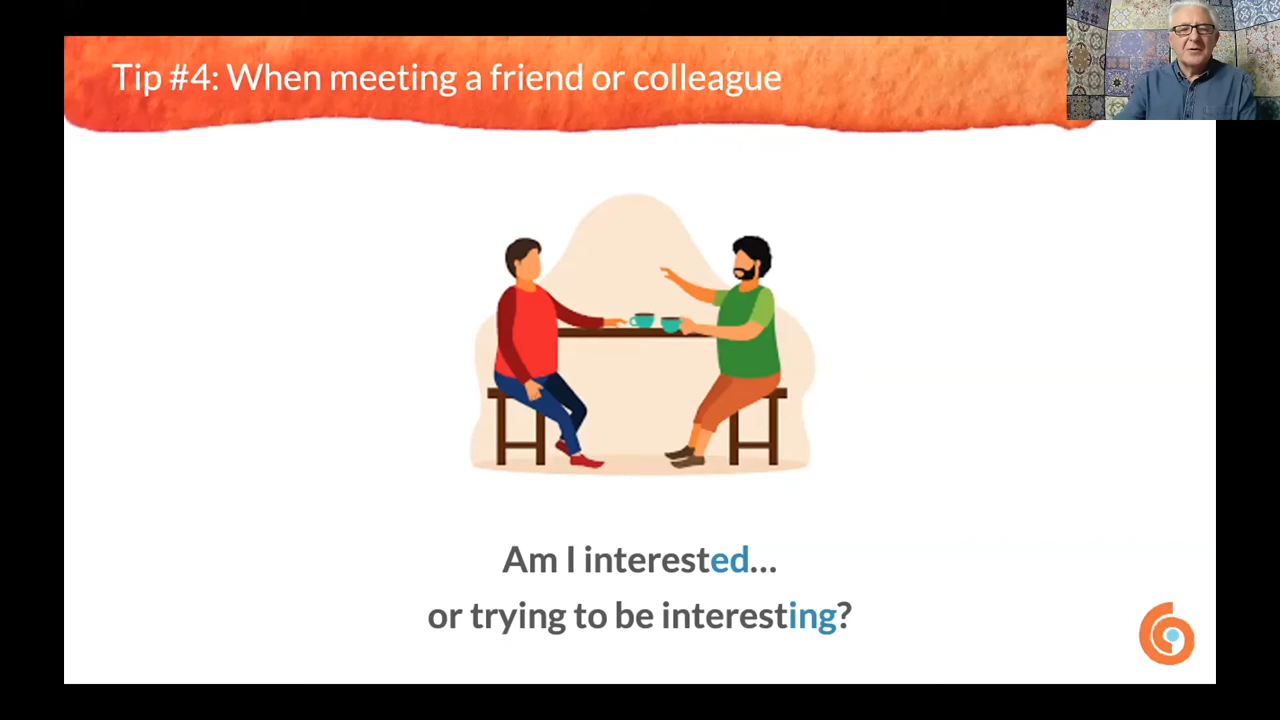 Tip #4: When meeting a friend or colleague
Am I interested...
or trying to be interesting?